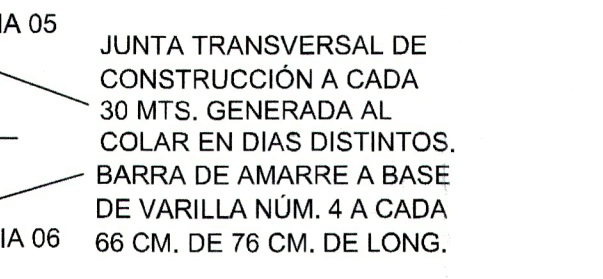 IA 05
JUNTA TRANSVERSAL DE
CONSTRUCCIÓN A CADA
30 MTS. GENERADA AL
COLAR EN DIAS DISTINTOS.
BARRA DE AMARRE A BASE
DE VARILLA NÚM. 4 A CADA
66 CM. DE 76 CM. DE LONG.
IA 06